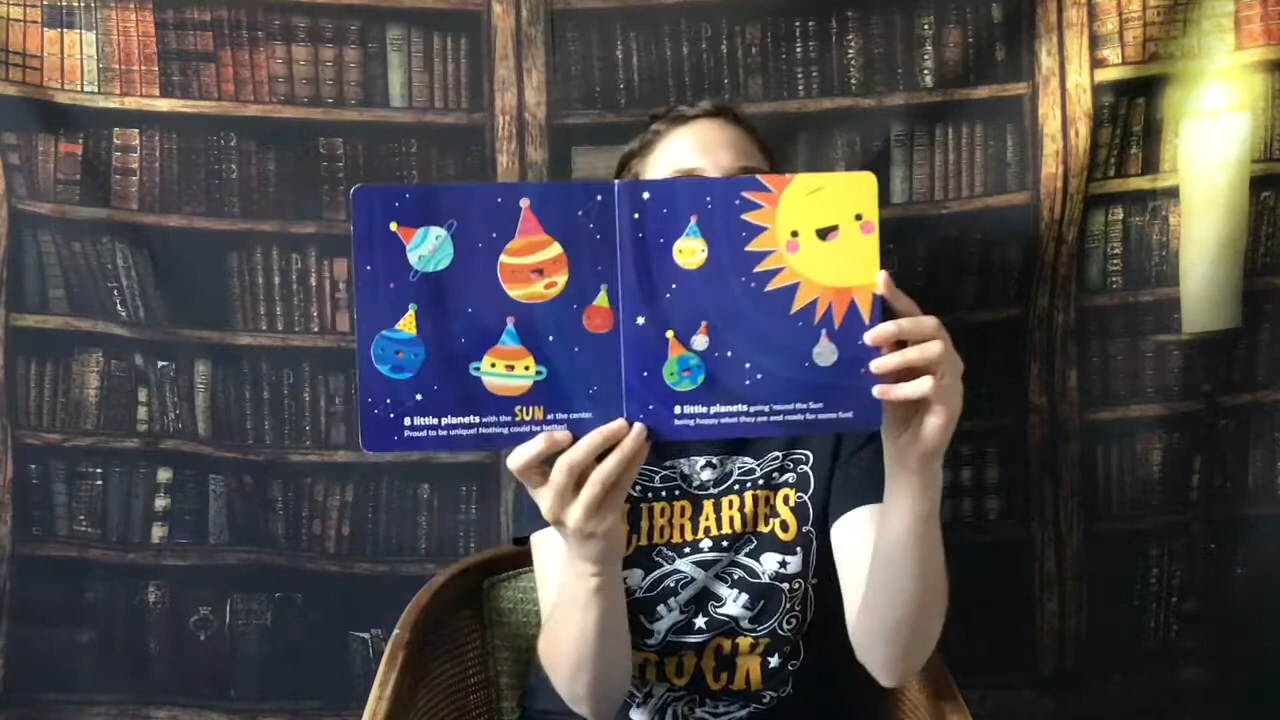 8 little planets with the SUN at the center.
Proud to be unique! Nothing could be better!
8 little planets going 'round the Sun
being happy what they are and ready for some fun!
LIBRARIES
ROCK